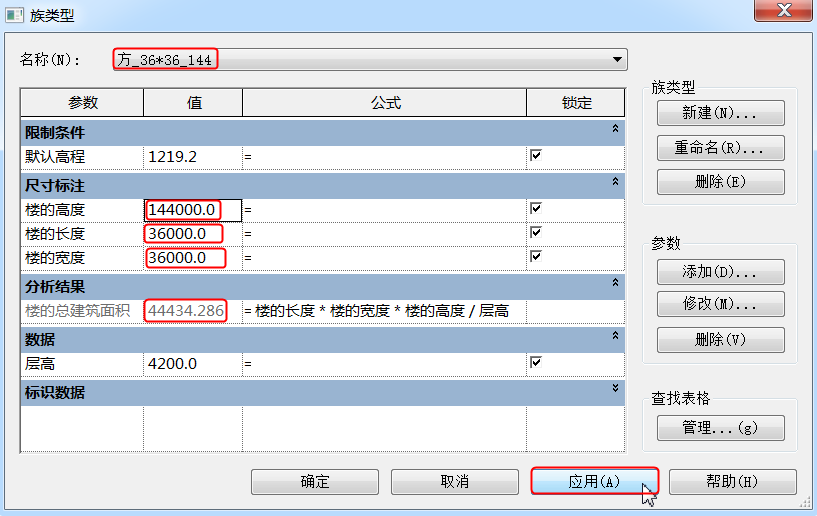 族类型
名称(N): 方_36*36_144
参数 值 公式 锁定
限制条件
默认高程 1219.2 =
尺寸标注
楼的高度 144000.0 =
楼的长度 36000.0 =
楼的宽度 36000.0 =
分析结果
楼的总建筑面积 44434.286 = 楼的长度 * 楼的宽度 * 楼的高度 / 层高
数据
层高 4200.0 =
标识数据
族类型
新建(N)...
重命名(R)...
删除(E)
参数
添加(D)...
修改(M)...
删除(V)
查找表格
管理...(g)
确定 取消 应用(A) 帮助(H)